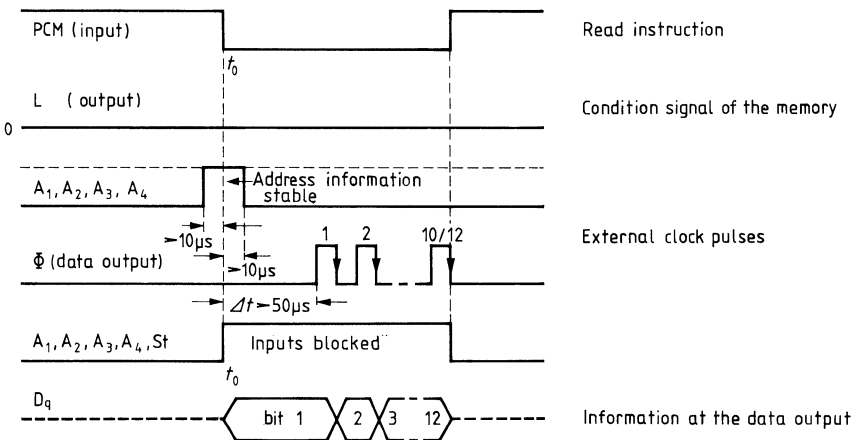 PCM (input) Read instruction
t₀
L ( output)
Condition signal of the memory
0
A₁, A₂, A₃, A₄ Address information
stable
>10µs
1 2 10/12 External clock pulses
Φ (data output) >10µs
Δt >50µs
A₁, A₂, A₃, A₄, St Inputs blocked
t₀
Dq
bit 1 2 3 12 Information at the data output